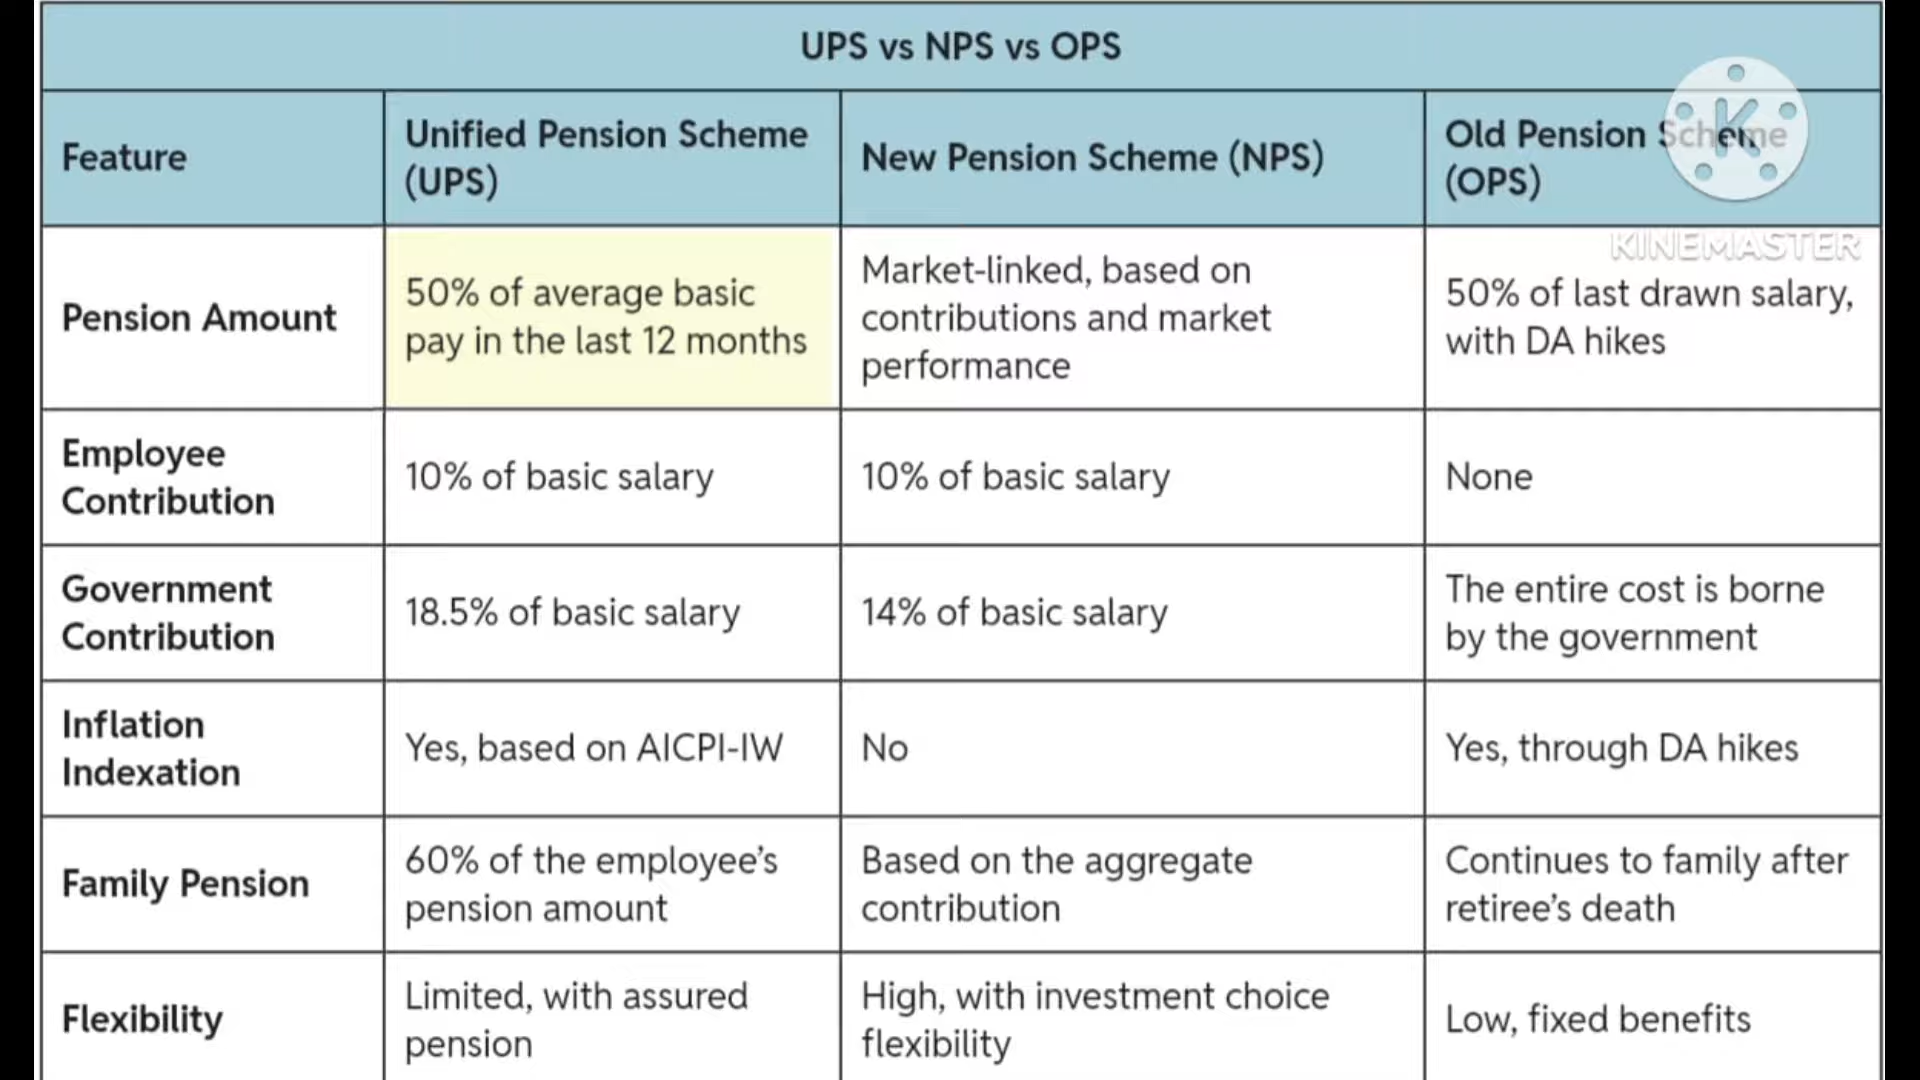 UPS vs NPS vs OPS
Feature
Unified Pension Scheme
(UPS)
New Pension Scheme (NPS)
Old Pension Scheme
(OPS)
K
KINEMASTER
Pension Amount
50% of average basic
pay in the last 12 months
Market-linked, based on
contributions and market
performance
50% of last drawn salary,
with DA hikes
Employee
Contribution
10% of basic salary
10% of basic salary
None
Government
Contribution
18.5% of basic salary
14% of basic salary
The entire cost is borne
by the government
Inflation
Indexation
Yes, based on AICPI-IW
No
Yes, through DA hikes
Family Pension
60% of the employee’s
pension amount
Based on the aggregate
contribution
Continues to family after
retiree’s death
Flexibility
Limited, with assured
pension
High, with investment choice
flexibility
Low, fixed benefits